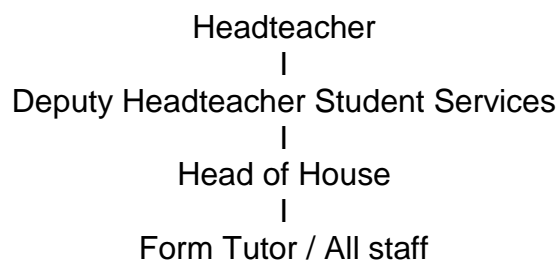 Headteacher
I
Deputy Headteacher Student Services
I
Head of House
I
Form Tutor / All staff